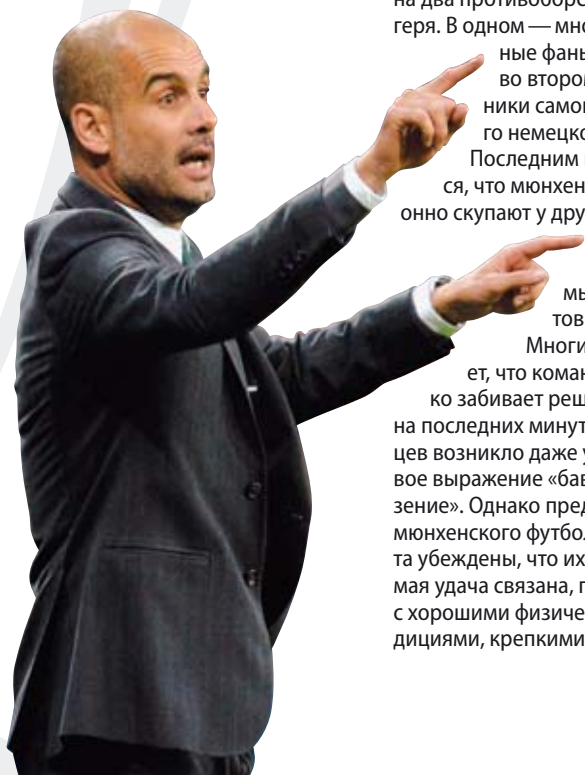 на два противоборс
геря. В одном — мно
ные фаны
во втором
ники само
го немецко
Последним
ся, что мюнхен
онно скупают у дру
мы
тов
Многи
ет, что коман
ко забивает реш
на последних минут
цев возникло даже у
вое выражение «бав
зение». Однако пред
мюнхенского футбол
та убеждены, что их
мая удача связана, п
с хорошими физиче
дициями, крепкими